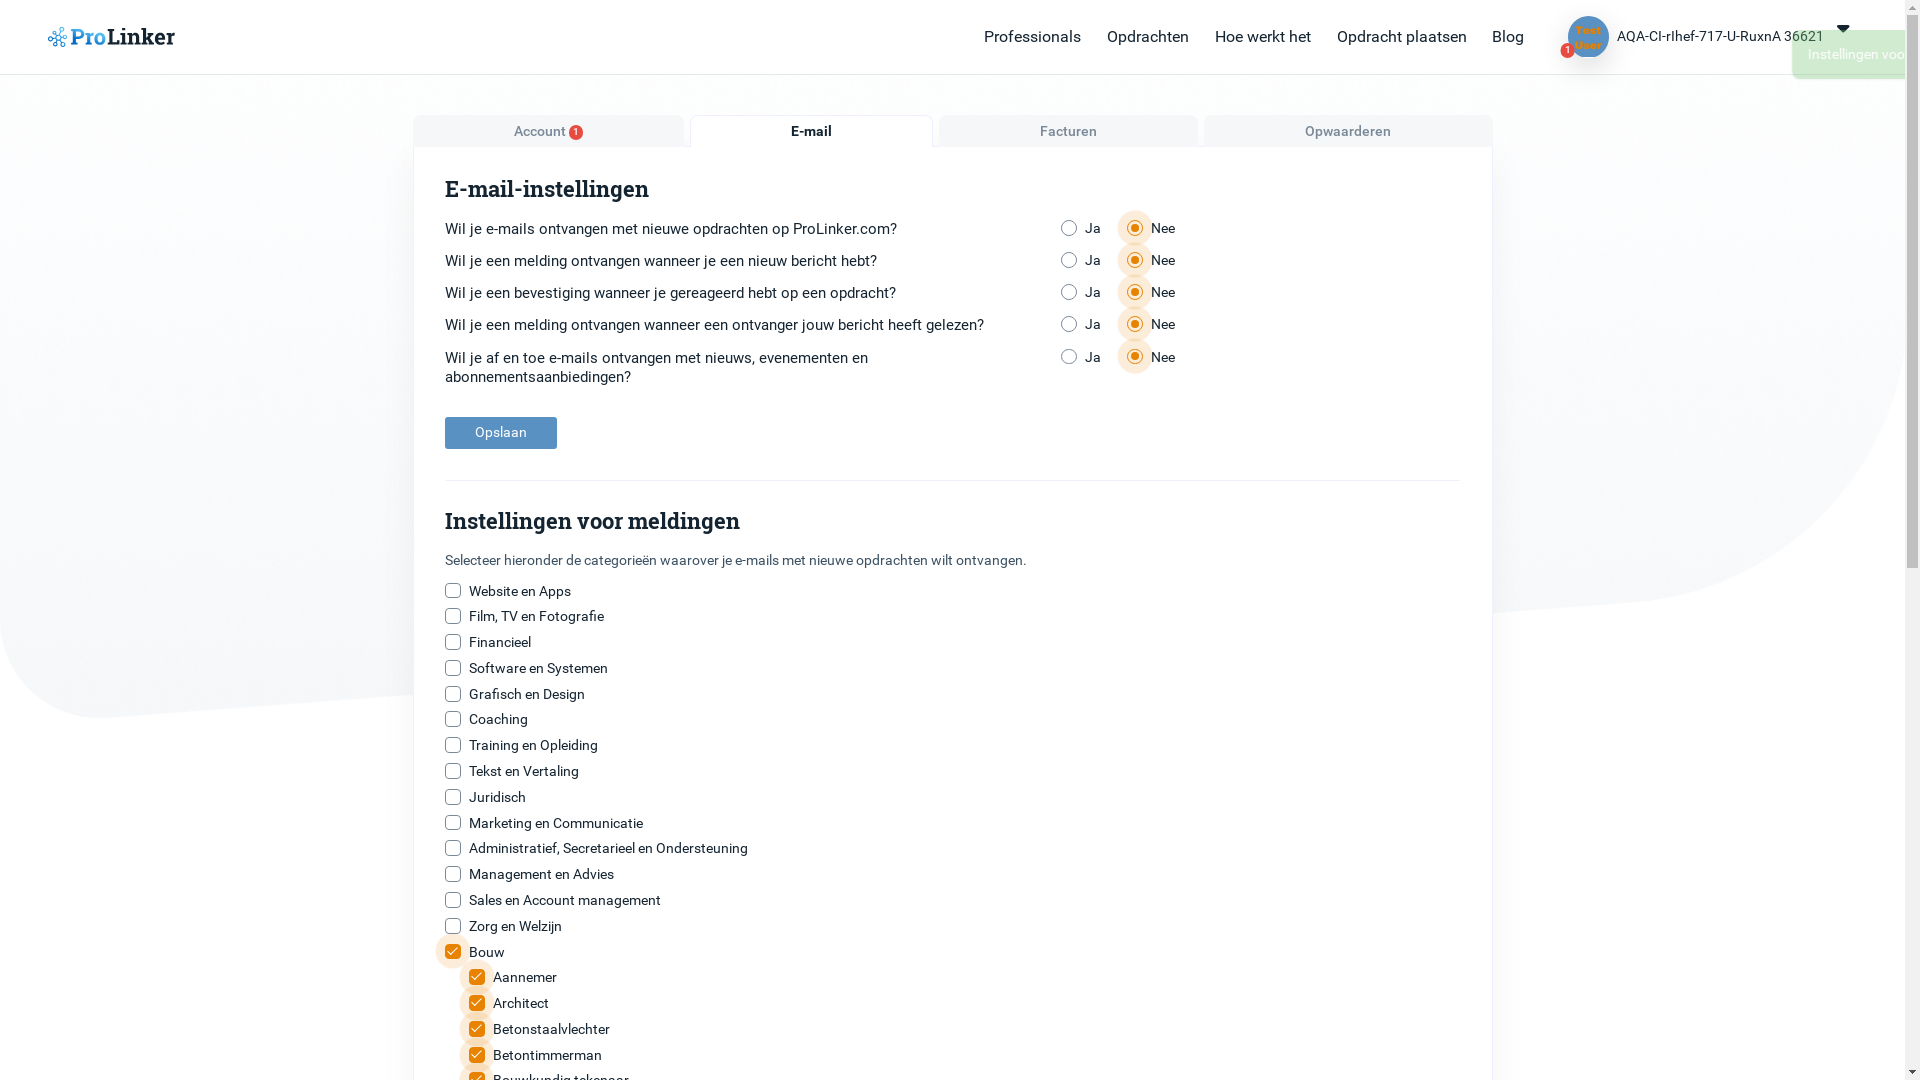 ProLinker
Professionals
Opdrachten
Hoe werkt het
Opdracht plaatsen
Blog
Test
User
1
AQA-CI-rIhef-717-U-RuxnA 36621
Instellingen voo
Account 1
E-mail
Facturen
Opwaarderen
E-mail-instellingen
Wil je e-mails ontvangen met nieuwe opdrachten op ProLinker.com? Ja Nee
Wil je een melding ontvangen wanneer je een nieuw bericht hebt? Ja Nee
Wil je een bevestiging wanneer je gereageerd hebt op een opdracht? Ja Nee
Wil je een melding ontvangen wanneer een ontvanger jouw bericht heeft gelezen? Ja Nee
Wil je af en toe e-mails ontvangen met nieuws, evenementen en Ja Nee
abonnementsaanbiedingen?
Opslaan
Instellingen voor meldingen
Selecteer hieronder de categorieën waarover je e-mails met nieuwe opdrachten wilt ontvangen.
Website en Apps
Film, TV en Fotografie
Financieel
Software en Systemen
Grafisch en Design
Coaching
Training en Opleiding
Tekst en Vertaling
Juridisch
Marketing en Communicatie
Administratief, Secretarieel en Ondersteuning
Management en Advies
Sales en Account management
Zorg en Welzijn
Bouw
Aannemer
Architect
Betonstaalvlechter
Betontimmerman
Bouwkundig tekenaar